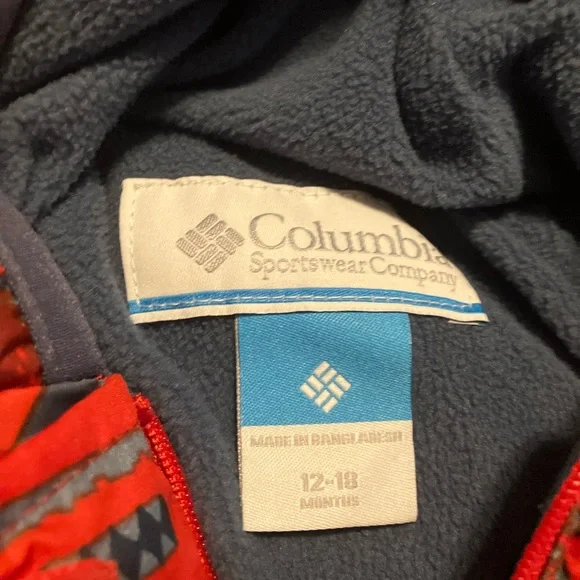 Columbia
Sportswear Company
MADE IN BANGLADESH
12-18
MONTHS